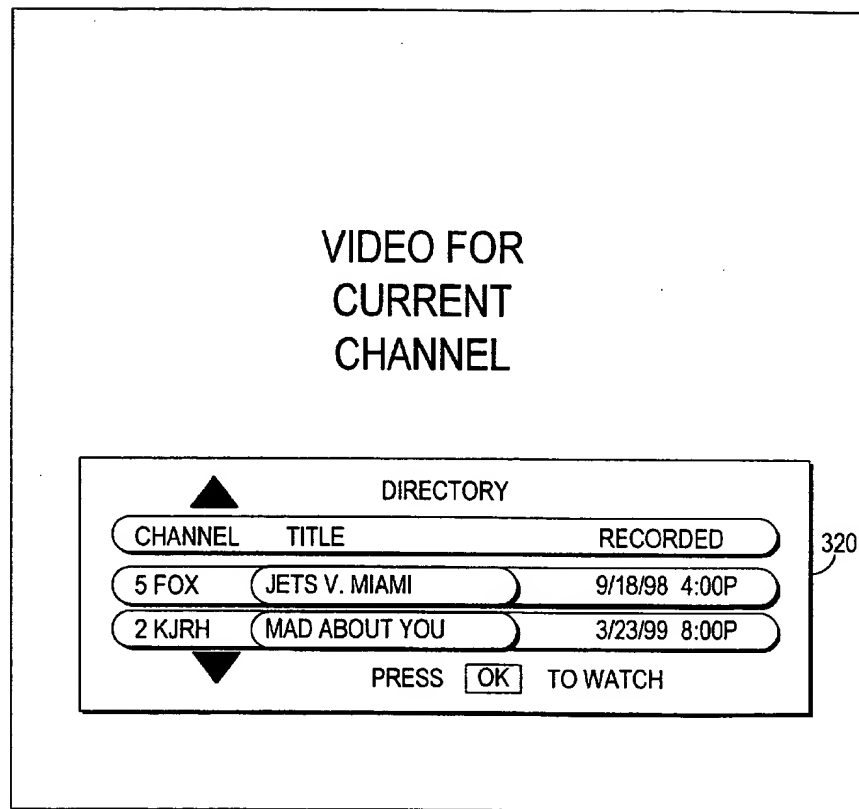 VIDEO FOR
CURRENT
CHANNEL
DIRECTORY
CHANNEL TITLE RECORDED
5 FOX JETS V. MIAMI 9/18/98 4:00P
2 KJRH MAD ABOUT YOU 3/23/99 8:00P
PRESS OK TO WATCH
320